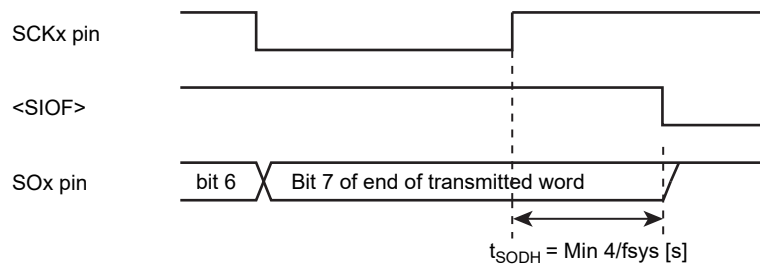 SCKx pin
<SIOF>
SOx pin
bit 6
Bit 7 of end of transmitted word
tSODH = Min 4/fsys [s]